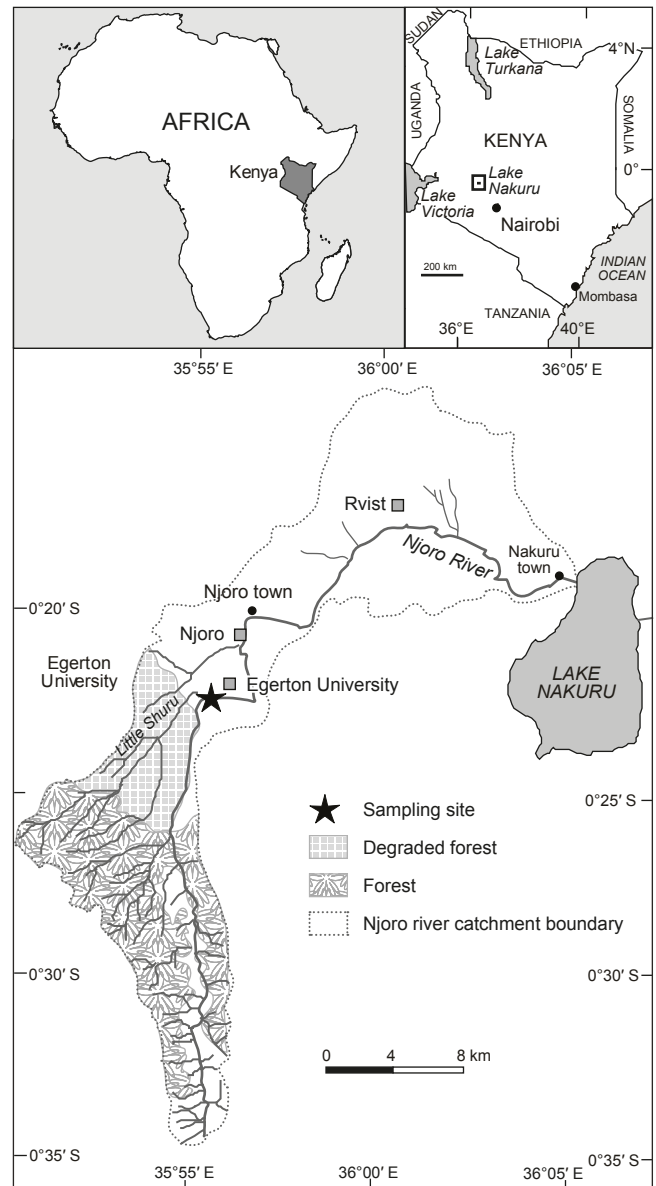 AFRICA
Kenya
SUDAN
Lake
Turkana
ETHIOPIA
4°N
UGANDA
SOMALIA
KENYA
0°
Lake
Nakuru
Lake
Victoria
Nairobi
INDIAN
OCEAN
200 km
Mombasa
TANZANIA
36°E
40°E
35°55′ E
36°00′ E
36°05′ E
Rvist
Njoro River
Nakuru
town
Njoro town
0°20′ S
Njoro
Egerton
University
Egerton University
LAKE
NAKURU
Little Shuru
0°25′ S
Sampling site
Degraded forest
Forest
Njoro river catchment boundary
0°30′ S
0°30′ S
0
4
8 km
0°35′ S
0°35′ S
35°55′ E
36°00′ E
36°05′ E